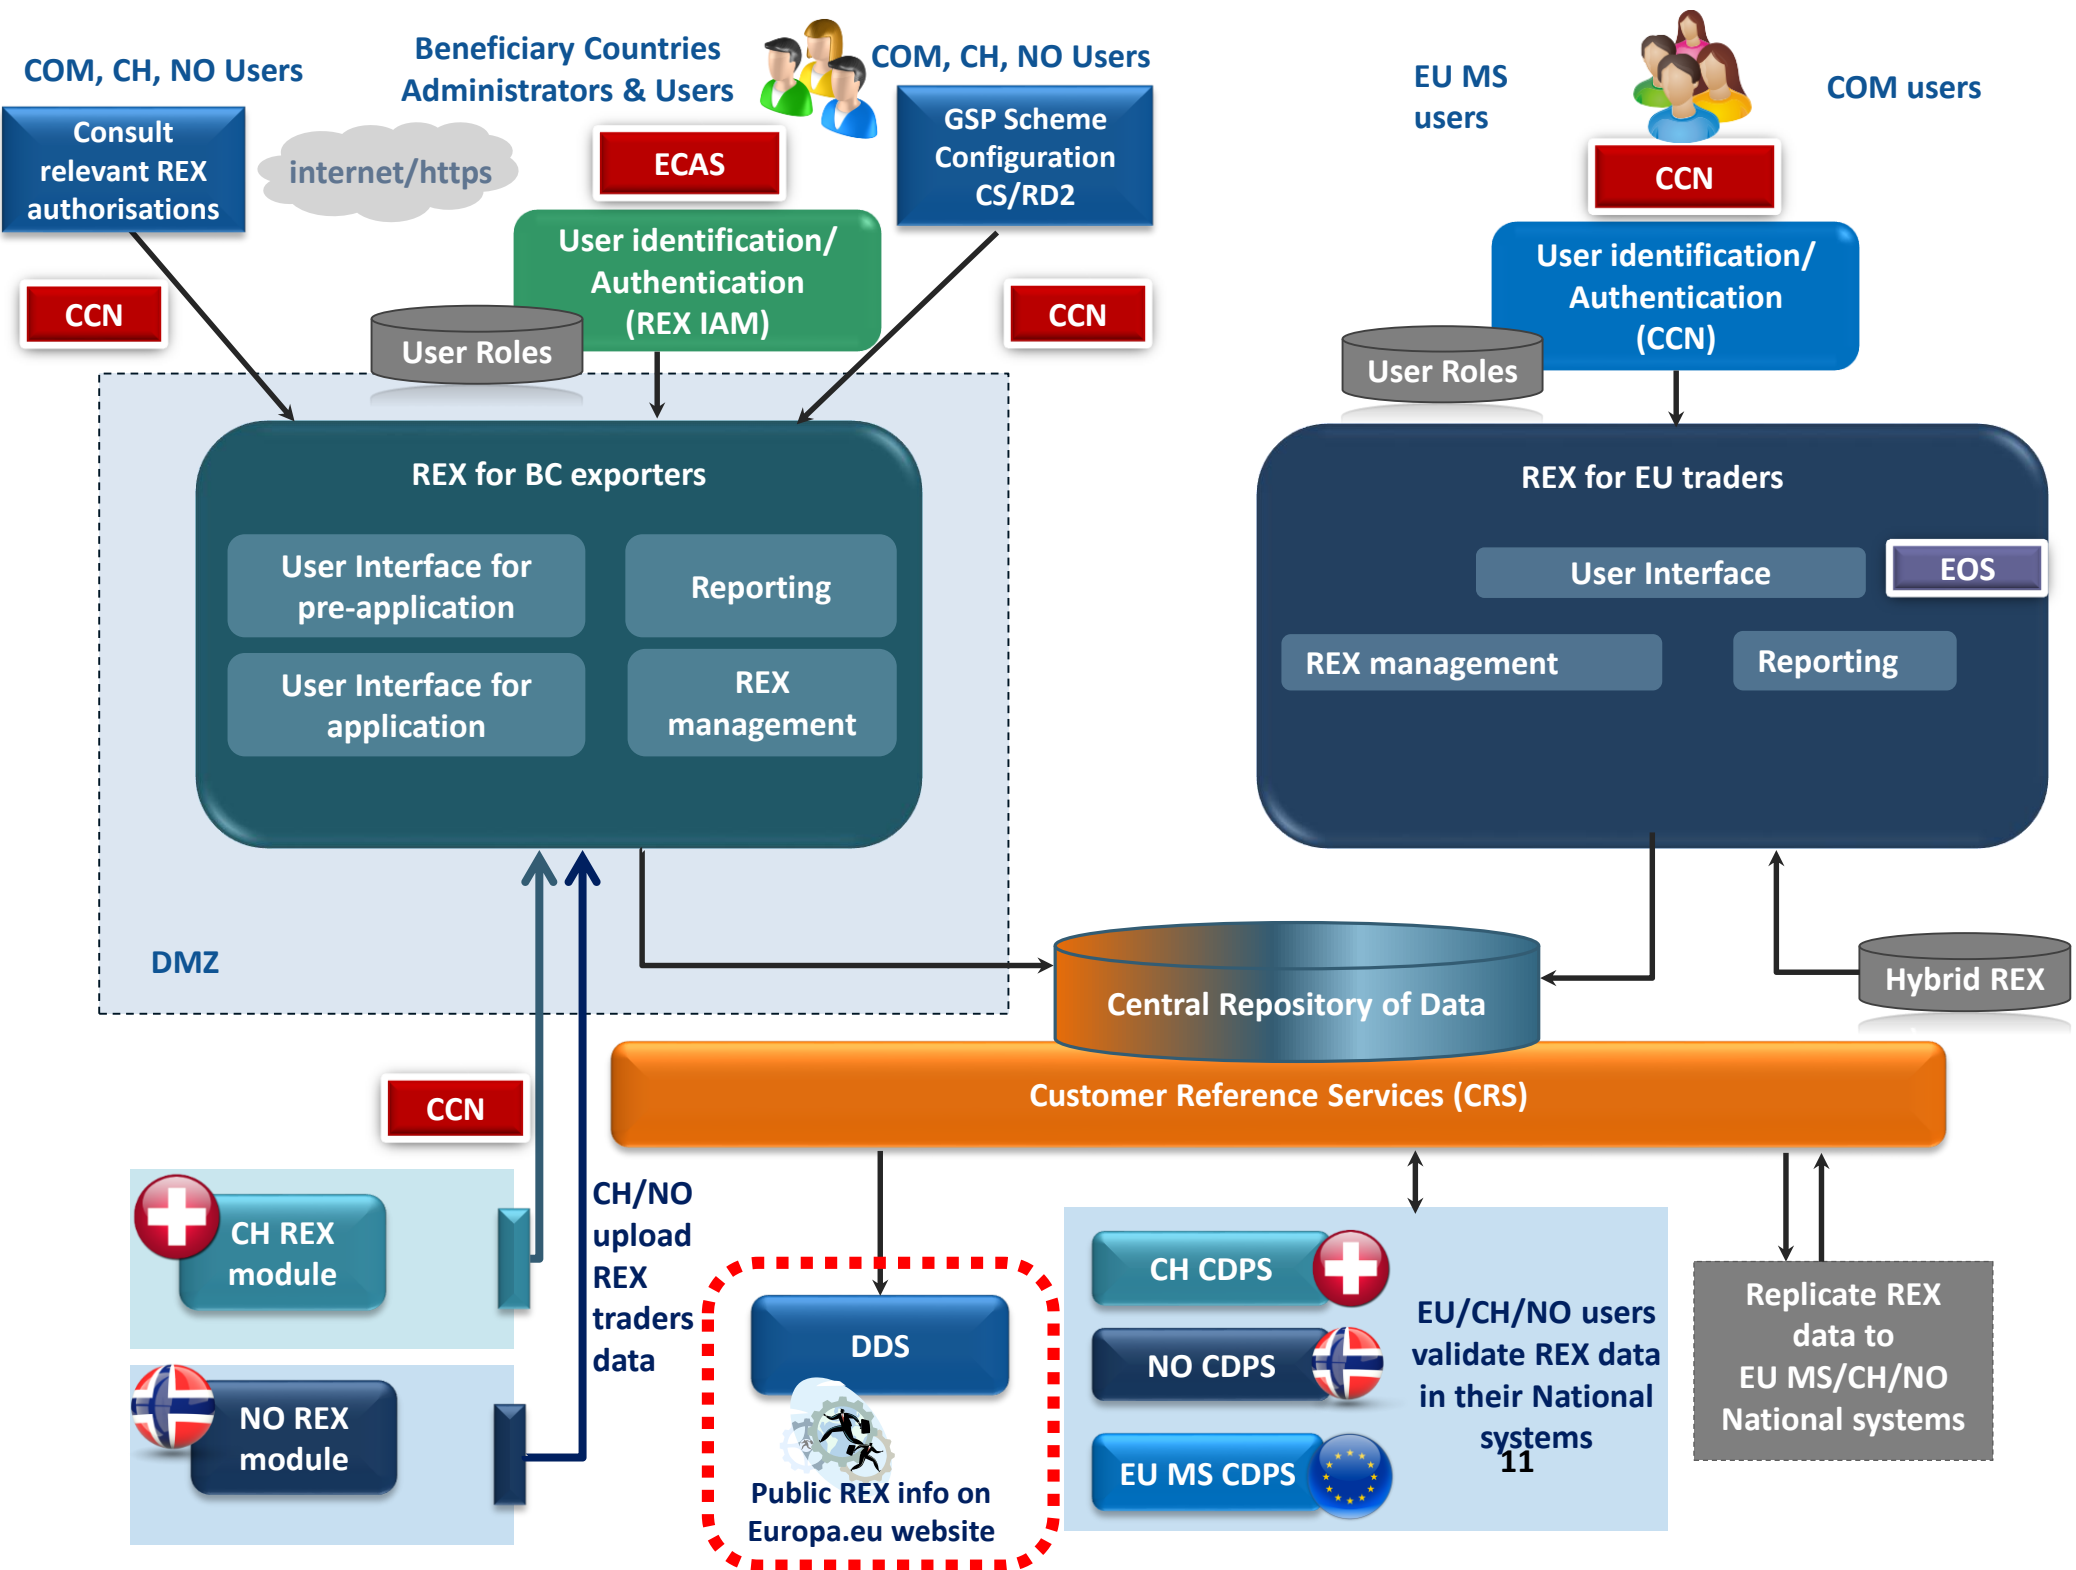 COM, CH, NO Users
Consult
relevant REX
authorisations
internet/https
Beneficiary Countries
Administrators & Users
ECAS
COM, CH, NO Users
GSP Scheme
Configuration
CS/RD2
EU MS
users
COM users
CCN
User identification/
Authentication
(REX IAM)
User identification/
Authentication
(CCN)
CCN
CCN
User Roles
User Roles
REX for BC exporters
User Interface for
pre-application
Reporting
User Interface for
application
REX
management
REX for EU traders
User Interface
EOS
REX management
Reporting
DMZ
Central Repository of Data
Hybrid REX
Customer Reference Services (CRS)
CCN
CH REX
module
NO REX
module
CH/NO
upload
REX
traders
data
DDS
Public REX info on
Europa.eu website
CH CDPS
NO CDPS
EU MS CDPS
EU/CH/NO users
validate REX data
in their National
systems
11
Replicate REX
data to
EU MS/CH/NO
National systems